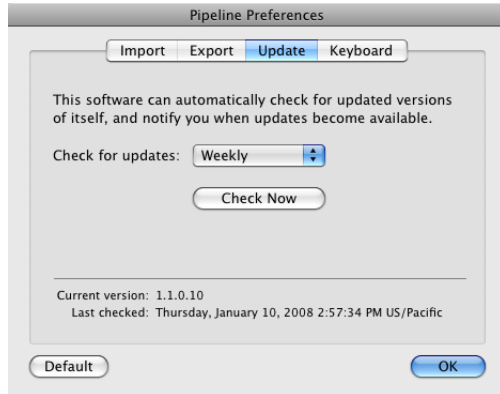 Pipeline Preferences
Import Export Update Keyboard
This software can automatically check for updated versions
of itself, and notify you when updates become available.
Check for updates: Weekly
Check Now
Current version: 1.1.0.10
Last checked: Thursday, January 10, 2008 2:57:34 PM US/Pacific
Default OK